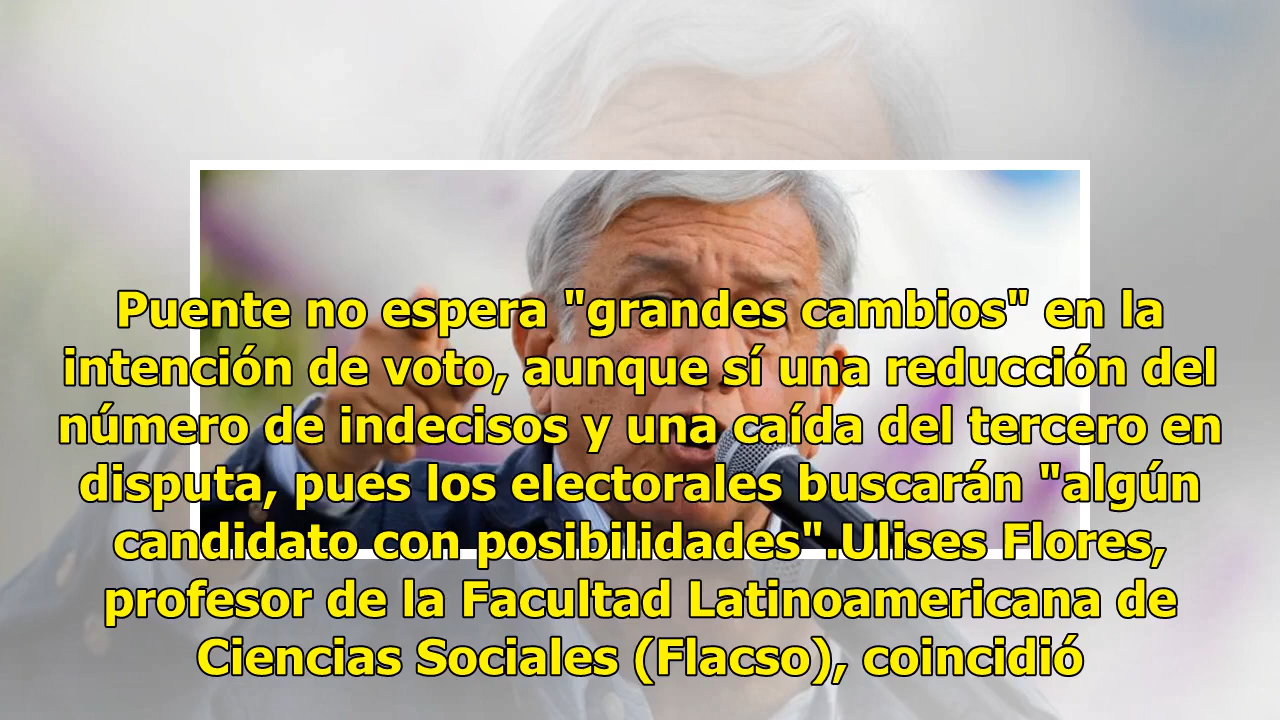 Puente no espera "grandes cambios" en la
intención de voto, aunque sí una reducción del
número de indecisos y una caída del tercero en
disputa, pues los electorales buscarán "algún
candidato con posibilidades".Ulises Flores,
profesor de la Facultad Latinoamericana de
Ciencias Sociales (Flacso), coincidió